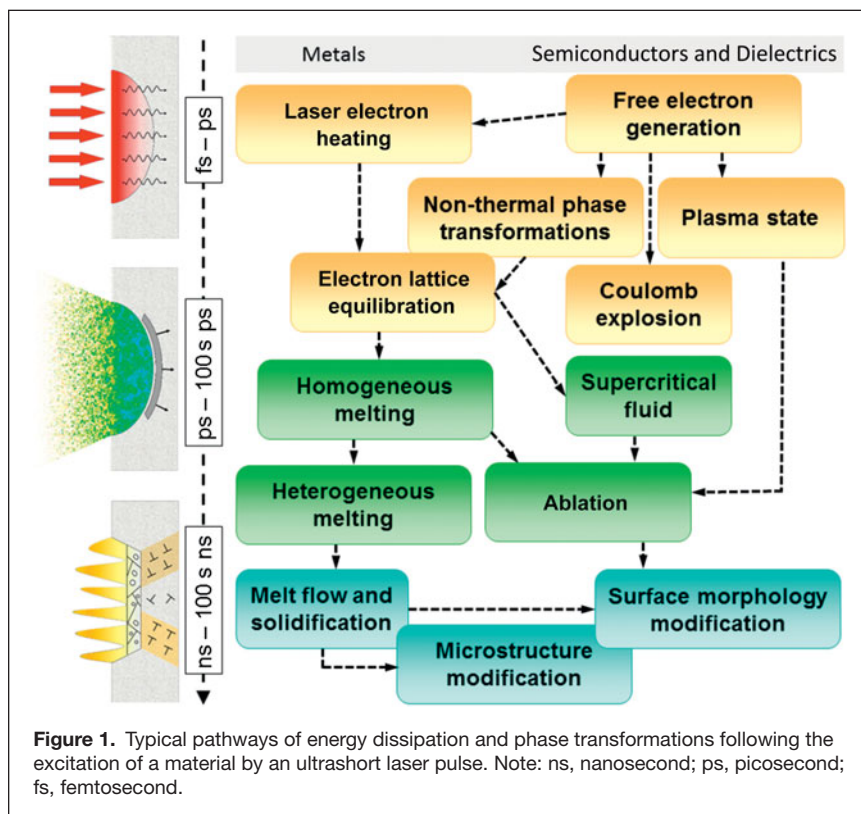 Metals
Semiconductors and Dielectrics
fs – ps
Laser electron
heating
Free electron
generation
Non-thermal phase
transformations
Plasma state
Electron lattice
equilibration
Coulomb
explosion
ps – 100 s ps
Homogeneous
melting
Supercritical
fluid
Heterogeneous
melting
Ablation
ns – 100 s ns
Melt flow and
solidification
Surface morphology
modification
Microstructure
modification
Figure 1. Typical pathways of energy dissipation and phase transformations following the
excitation of a material by an ultrashort laser pulse. Note: ns, nanosecond; ps, picosecond;
fs, femtosecond.